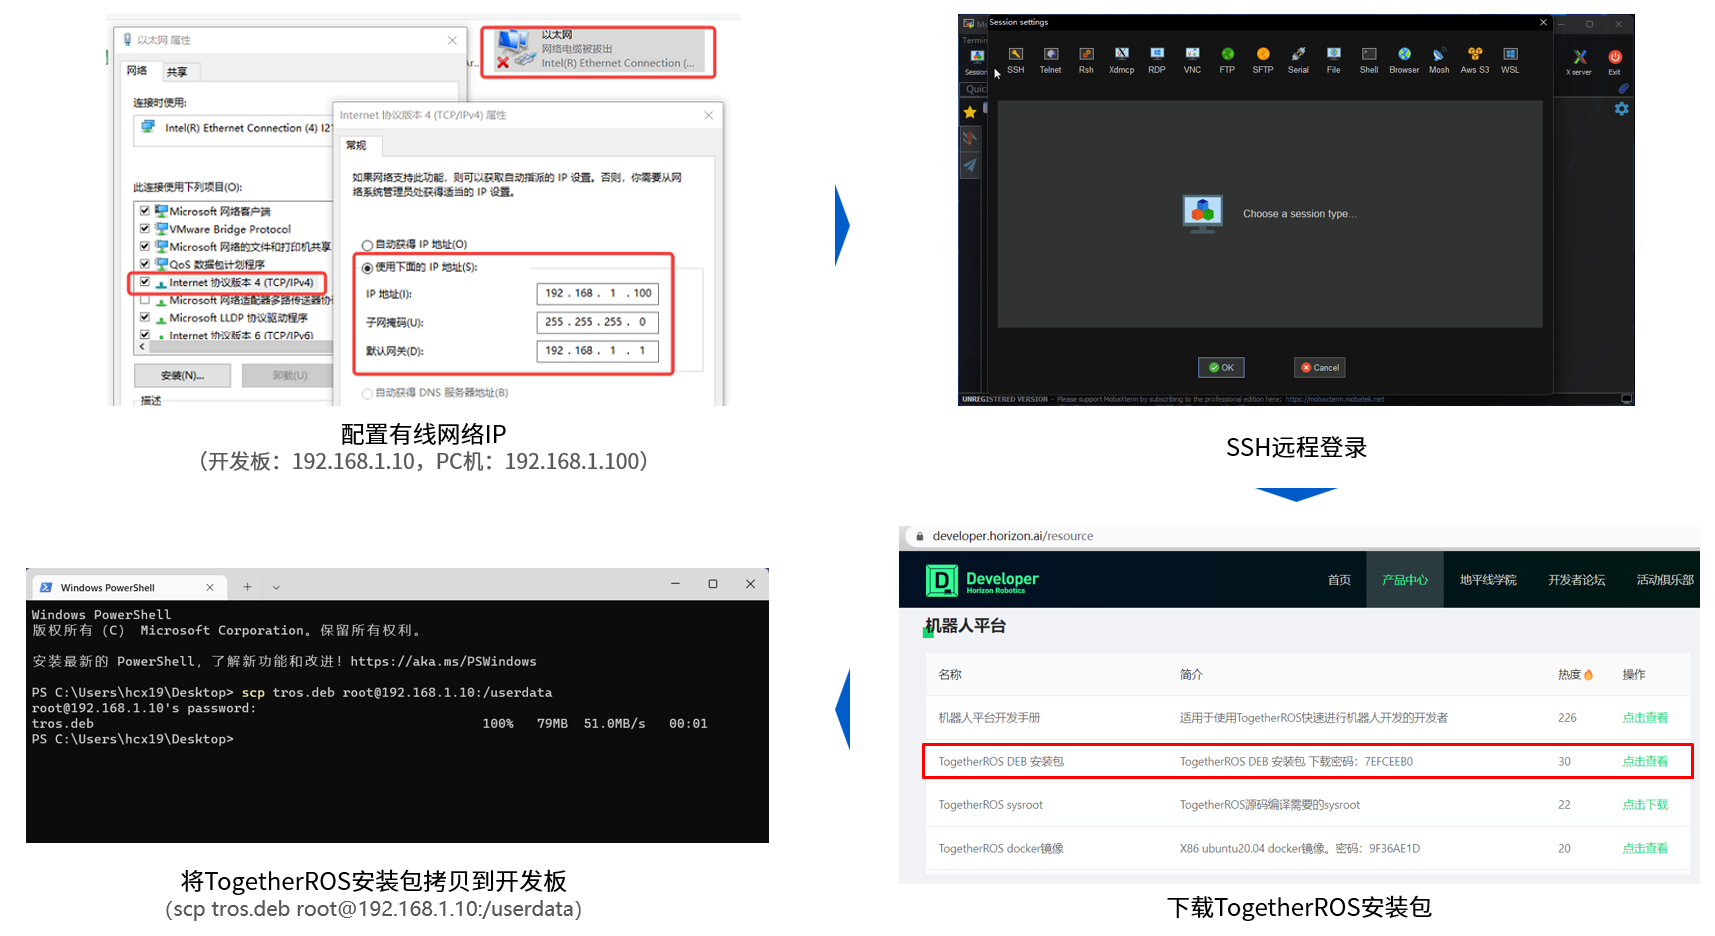 以太网 属性
网络
共享
连接时使用:
Intel(R) Ethernet Connection (4) I2
此连接使用下列项目(O):
Microsoft 网络客户端
VMware Bridge Protocol
Microsoft 网络的文件和打印机共享
QoS 数据包计划程序
Internet 协议版本 4 (TCP/IPv4)
Microsoft 网络适配器多路传送器协
Microsoft LLDP 协议驱动程序
Internet 协议版本 6 (TCP/IPv6)
安装(N)...
卸载(U)
描述
以太网
网络电缆被拔出
Intel(R) Ethernet Connection (...
Internet 协议版本 4 (TCP/IPv4) 属性
常规
如果网络支持此功能，则可以获取自动指派的 IP 设置。否则，你需要从网
络系统管理员处获得适当的 IP 设置。
自动获得 IP 地址(O)
使用下面的 IP 地址(S):
IP 地址(I):
192 . 168 . 1 . 100
子网掩码(U):
255 . 255 . 255 . 0
默认网关(D):
192 . 168 . 1 . 1
自动获得 DNS 服务器地址(B)
配置有线网络IP
（开发板：192.168.1.10，PC机：192.168.1.100）
Session settings
Termin
Session
Quic
SSH Telnet Rsh Xdmcp RDP VNC FTP SFTP Serial File Shell Browser Mosh Aws S3 WSL
X server Exit
Choose a session type...
OK
Cancel
UNREGISTERED VERSION - Please support MobaXterm by subscribing to the professional edition here: https://mobaxterm.mobatek.net
SSH远程登录
developer.horizon.ai/resource
Developer
Horizon Robotics
首页 产品中心 地平线学院 开发者论坛 活动俱乐部
机器人平台
名称 简介 热度 操作
机器人平台开发手册 适用于使用TogetherROS快速进行机器人开发的开发者 226 点击查看
TogetherROS DEB 安装包 TogetherROS DEB 安装包 下载密码：7EFCEEB0 30 点击查看
TogetherROS sysroot TogetherROS源码编译需要的sysroot 22 点击下载
TogetherROS docker镜像 X86 ubuntu20.04 docker镜像。密码：9F36AE1D 20 点击查看
下载TogetherROS安装包
Windows PowerShell
Windows PowerShell
版权所有 (C) Microsoft Corporation。保留所有权利。
安装最新的 PowerShell，了解新功能和改进！https://aka.ms/PSWindows
PS C:\Users\hcx19\Desktop> scp tros.deb root@192.168.1.10:/userdata
root@192.168.1.10's password:
tros.deb 100% 79MB 51.0MB/s 00:01
PS C:\Users\hcx19\Desktop>
将TogetherROS安装包拷贝到开发板
(scp tros.deb root@192.168.1.10:/userdata)